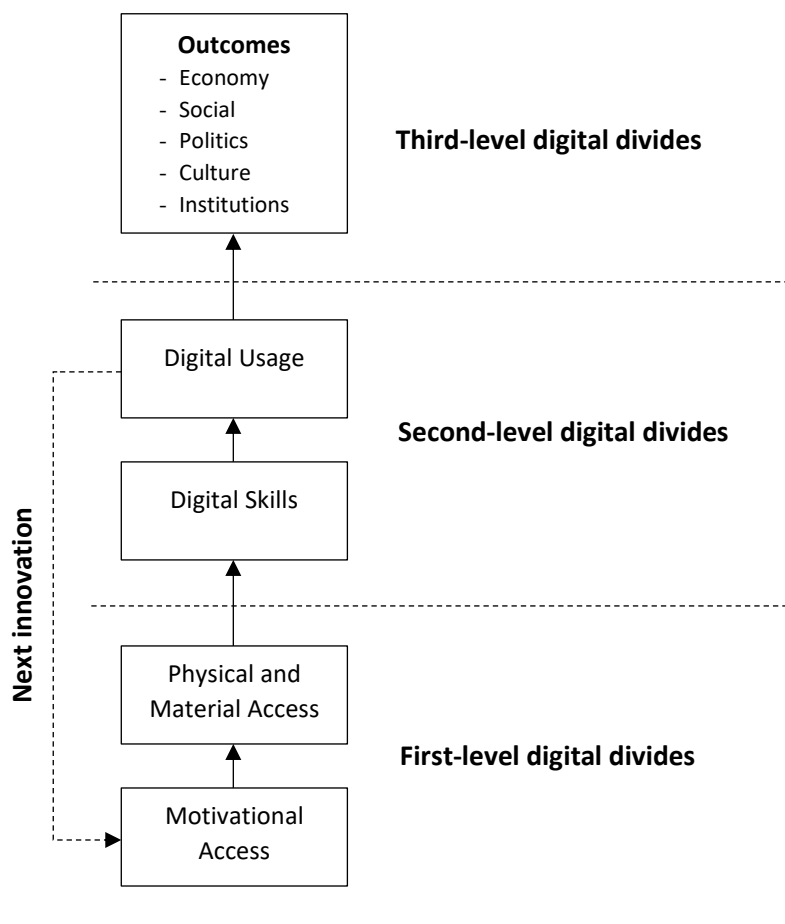 Outcomes
- Economy
- Social
- Politics
- Culture
- Institutions
Third-level digital divides
Digital Usage
Second-level digital divides
Digital Skills
Next innovation
Physical and
Material Access
First-level digital divides
Motivational
Access